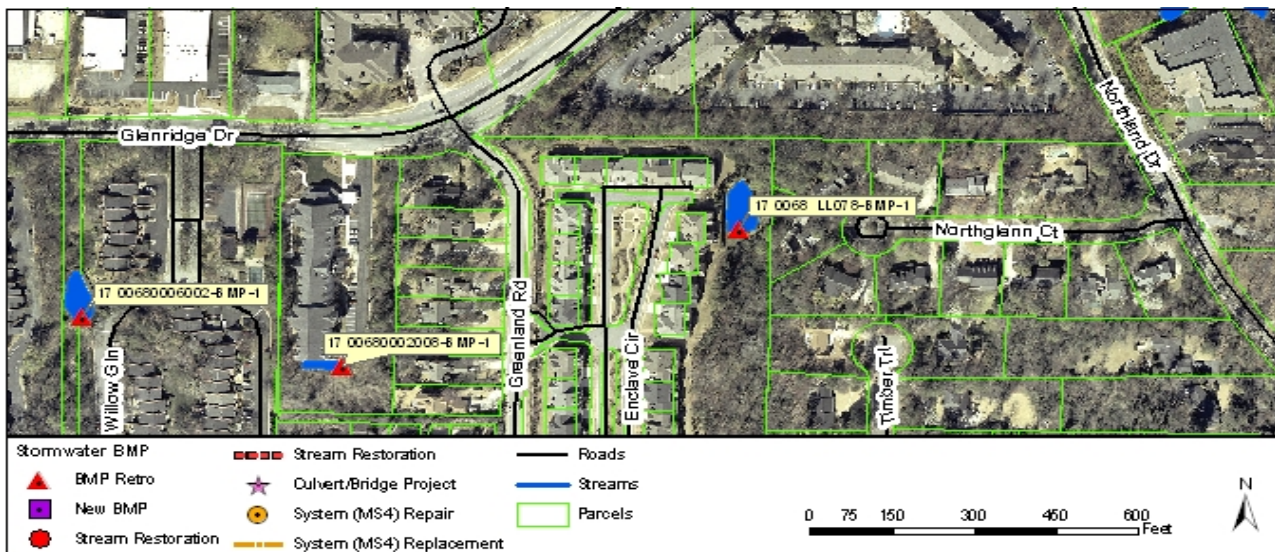 Glenridge Dr
Northland Dr
17 0068 LL078-BMP-1
Northglann Ct
17 00680006002-BMP-1
17 00680002008-BMP-1
Willow Gln
Greenland Rd
Enclave Cir
Timber Trl
Stormwater BMP
BMP Retro
New BMP
Stream Restoration
Stream Restoration
Culvert/Bridge Project
System (MS4) Repair
System (MS4) Replacement
Roads
Streams
Parcels
N
0 75 150 300 450 600
Feet